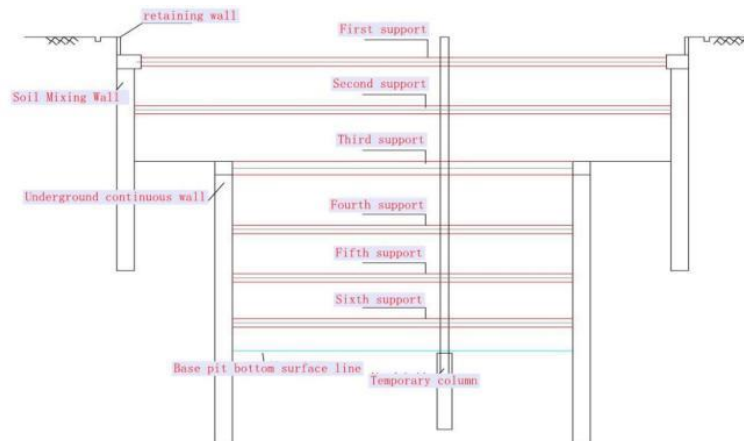 retaining wall
First support
Soil Mixing Wall
Second support
Third support
Underground continuous wall
Fourth support
Fifth support
Sixth support
Base pit bottom surface line
Temporary column